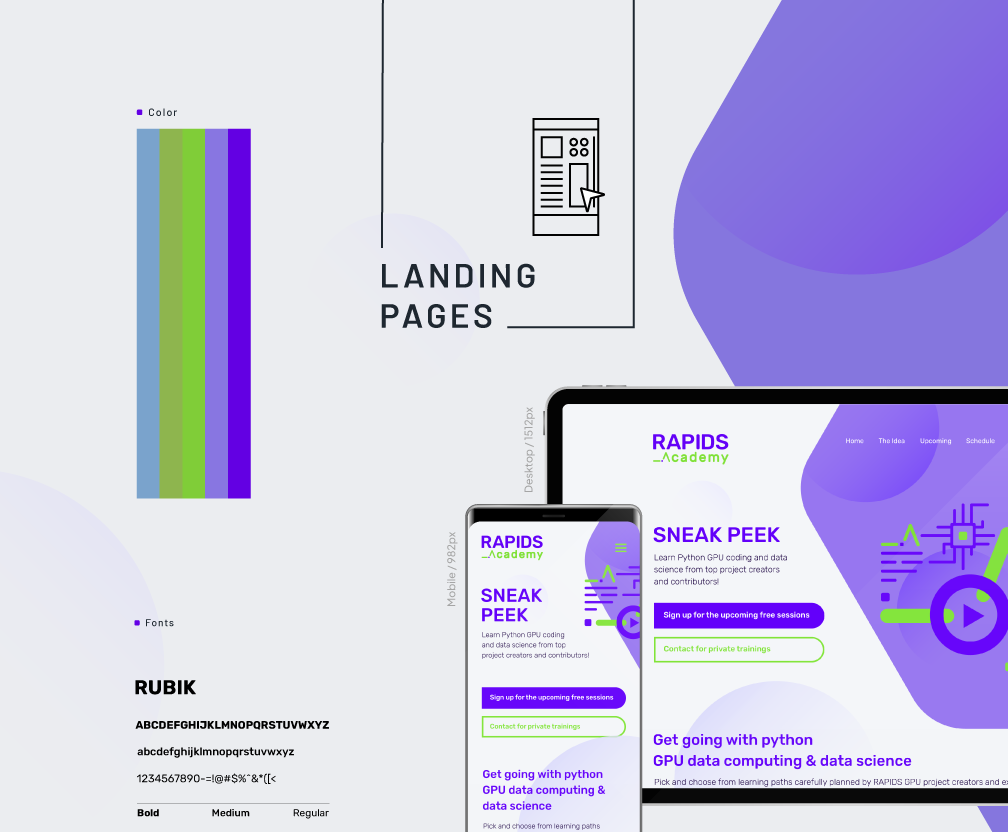 Color
LANDING
PAGES
Fonts
RUBIK
ABCDEFGHIJKLMNOPQRSTUVWXYZ
abcdefghijklmnopqrstuvwxyz
1234567890-=!@#$%^&*([<
Bold Medium Regular
Desktop / 1512px
Mobile / 982px
RAPIDS
Academy
Home The Idea Upcoming Schedule
SNEAK PEEK
Learn Python GPU coding and data
science from top project creators
and contributors!
Sign up for the upcoming free sessions
Contact for private trainings
Get going with python
GPU data computing & data science
Pick and choose from learning paths carefully planned by RAPIDS GPU project creators and
RAPIDS
Academy
SNEAK
PEEK
Learn Python GPU coding
and data science from top
project creators and contributors!
Sign up for the upcoming free sessions
Contact for private trainings
Get going with python
GPU data computing &
data science
Pick and choose from learning paths